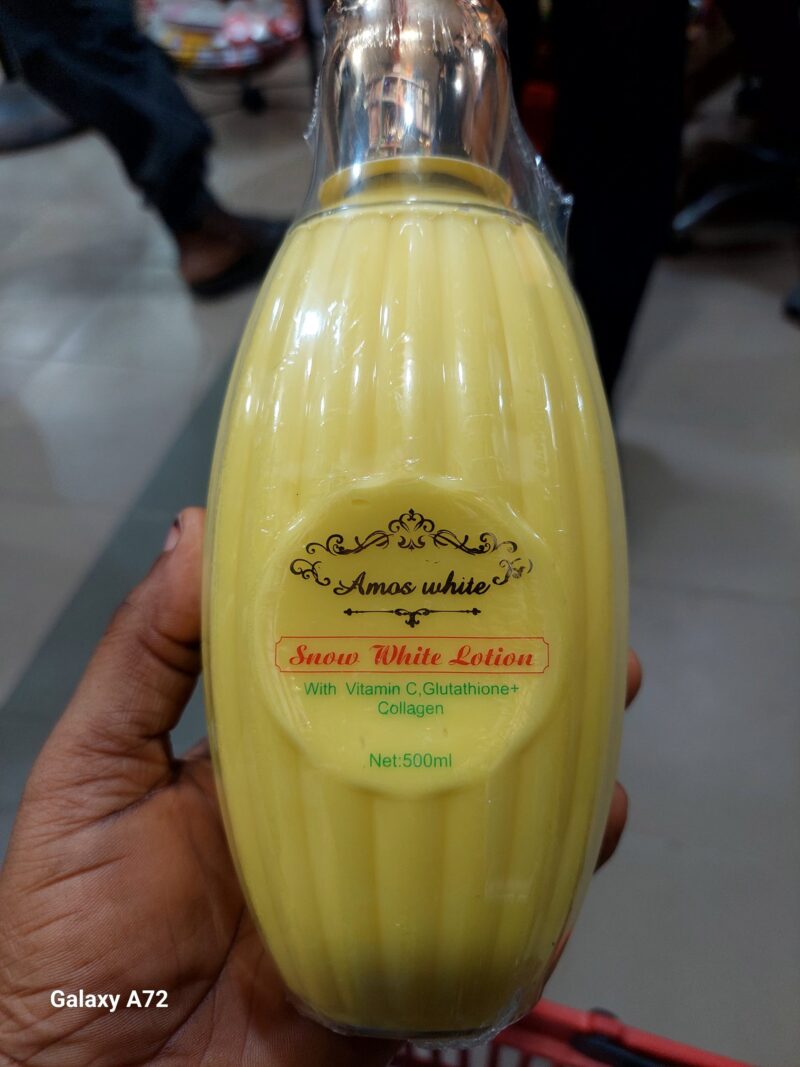 Amos white
Snow White Lotion
With Vitamin C,Glutathione+
Collagen
Net:500ml
Galaxy A72